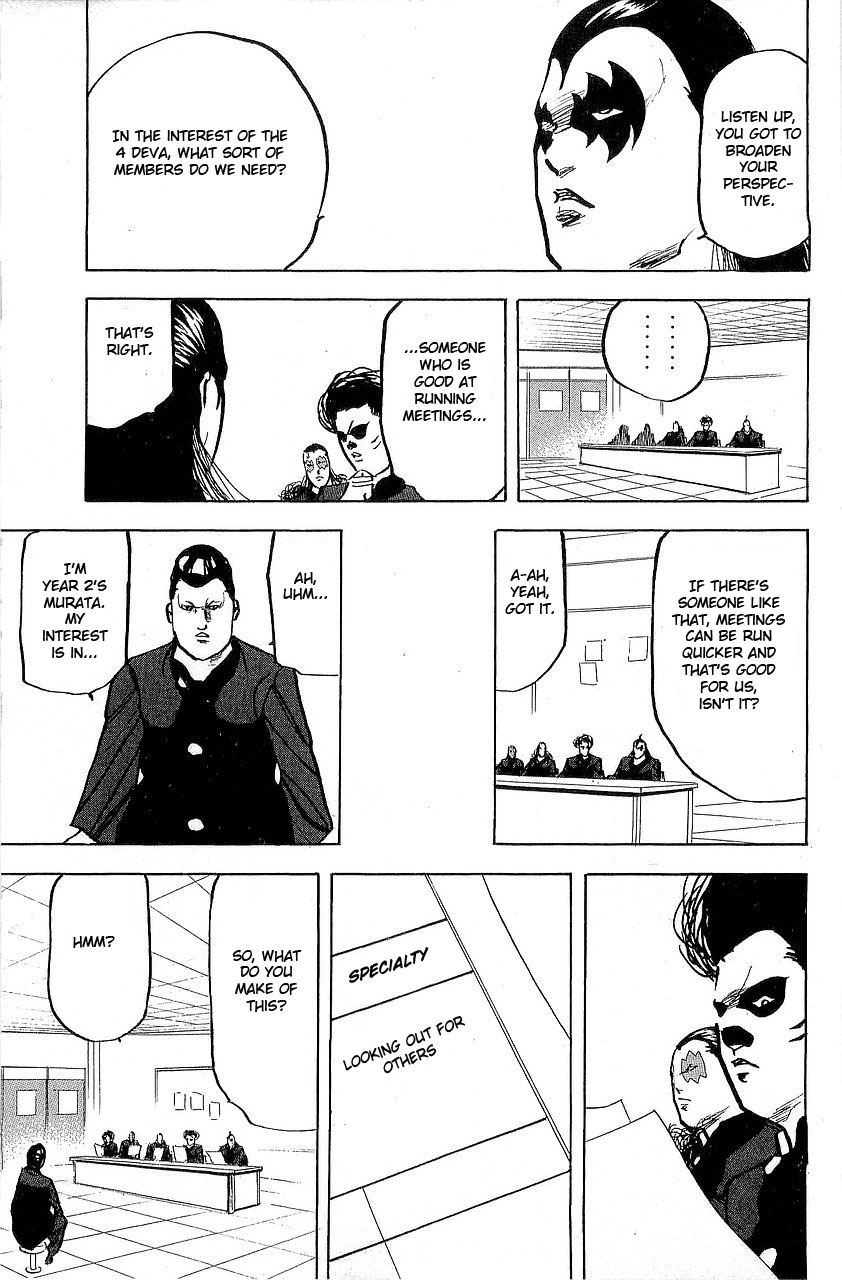 LISTEN UP,
YOU GOT TO
BROADEN
YOUR
PERSPEC-
TIVE.
IN THE INTEREST OF THE
4 DEVA, WHAT SORT OF
MEMBERS DO WE NEED?
...SOMEONE
WHO IS
GOOD AT
RUNNING
MEETINGS...
THAT'S
RIGHT.
IF THERE'S
SOMEONE LIKE
THAT, MEETINGS
CAN BE RUN
QUICKER AND
THAT'S GOOD
FOR US,
ISN'T IT?
A-AH,
YEAH,
GOT IT.
AH,
UHM...
I'M
YEAR 2'S
MURATA.
MY
INTEREST
IS IN...
SPECIALTY
LOOKING OUT FOR
OTHERS
SO, WHAT
DO YOU
MAKE OF
THIS?
HMM?